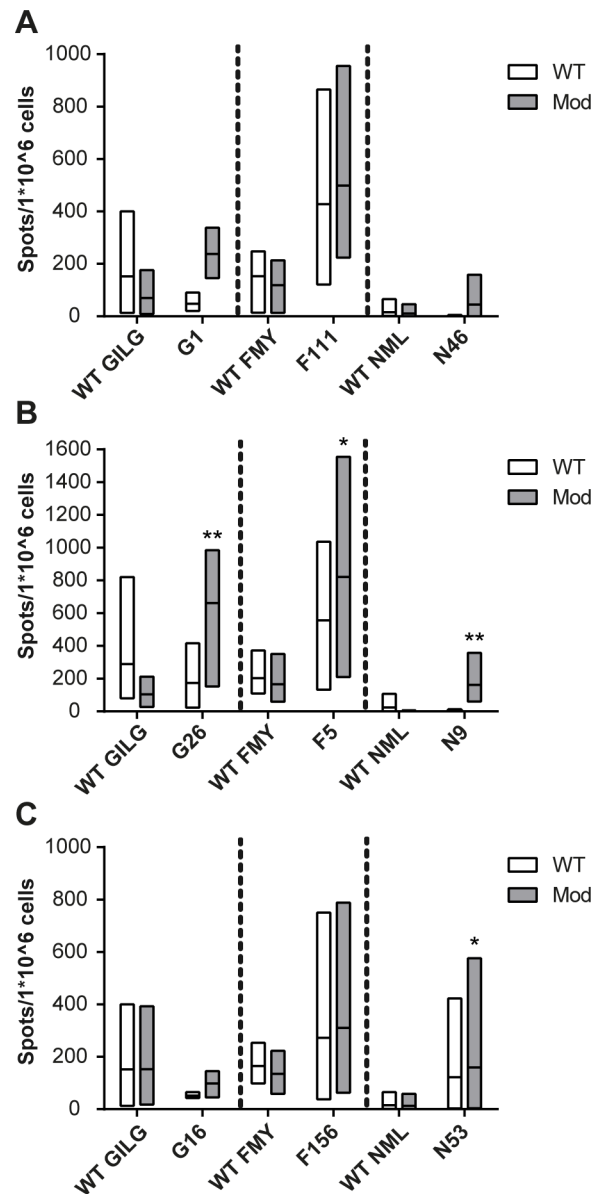 A
Spots/1*10^6 cells
1000
800
600
400
200
0
WT GILG
G1
WT FMY
F111
WT NML
N46
WT
Mod
B
Spots/1*10^6 cells
1600
1400
1200
1000
800
600
400
200
0
**
*
**
WT GILG
G26
WT FMY
F5
WT NML
N9
WT
Mod
C
Spots/1*10^6 cells
1000
800
600
400
200
0
*
WT GILG
G16
WT FMY
F156
WT NML
N53
WT
Mod